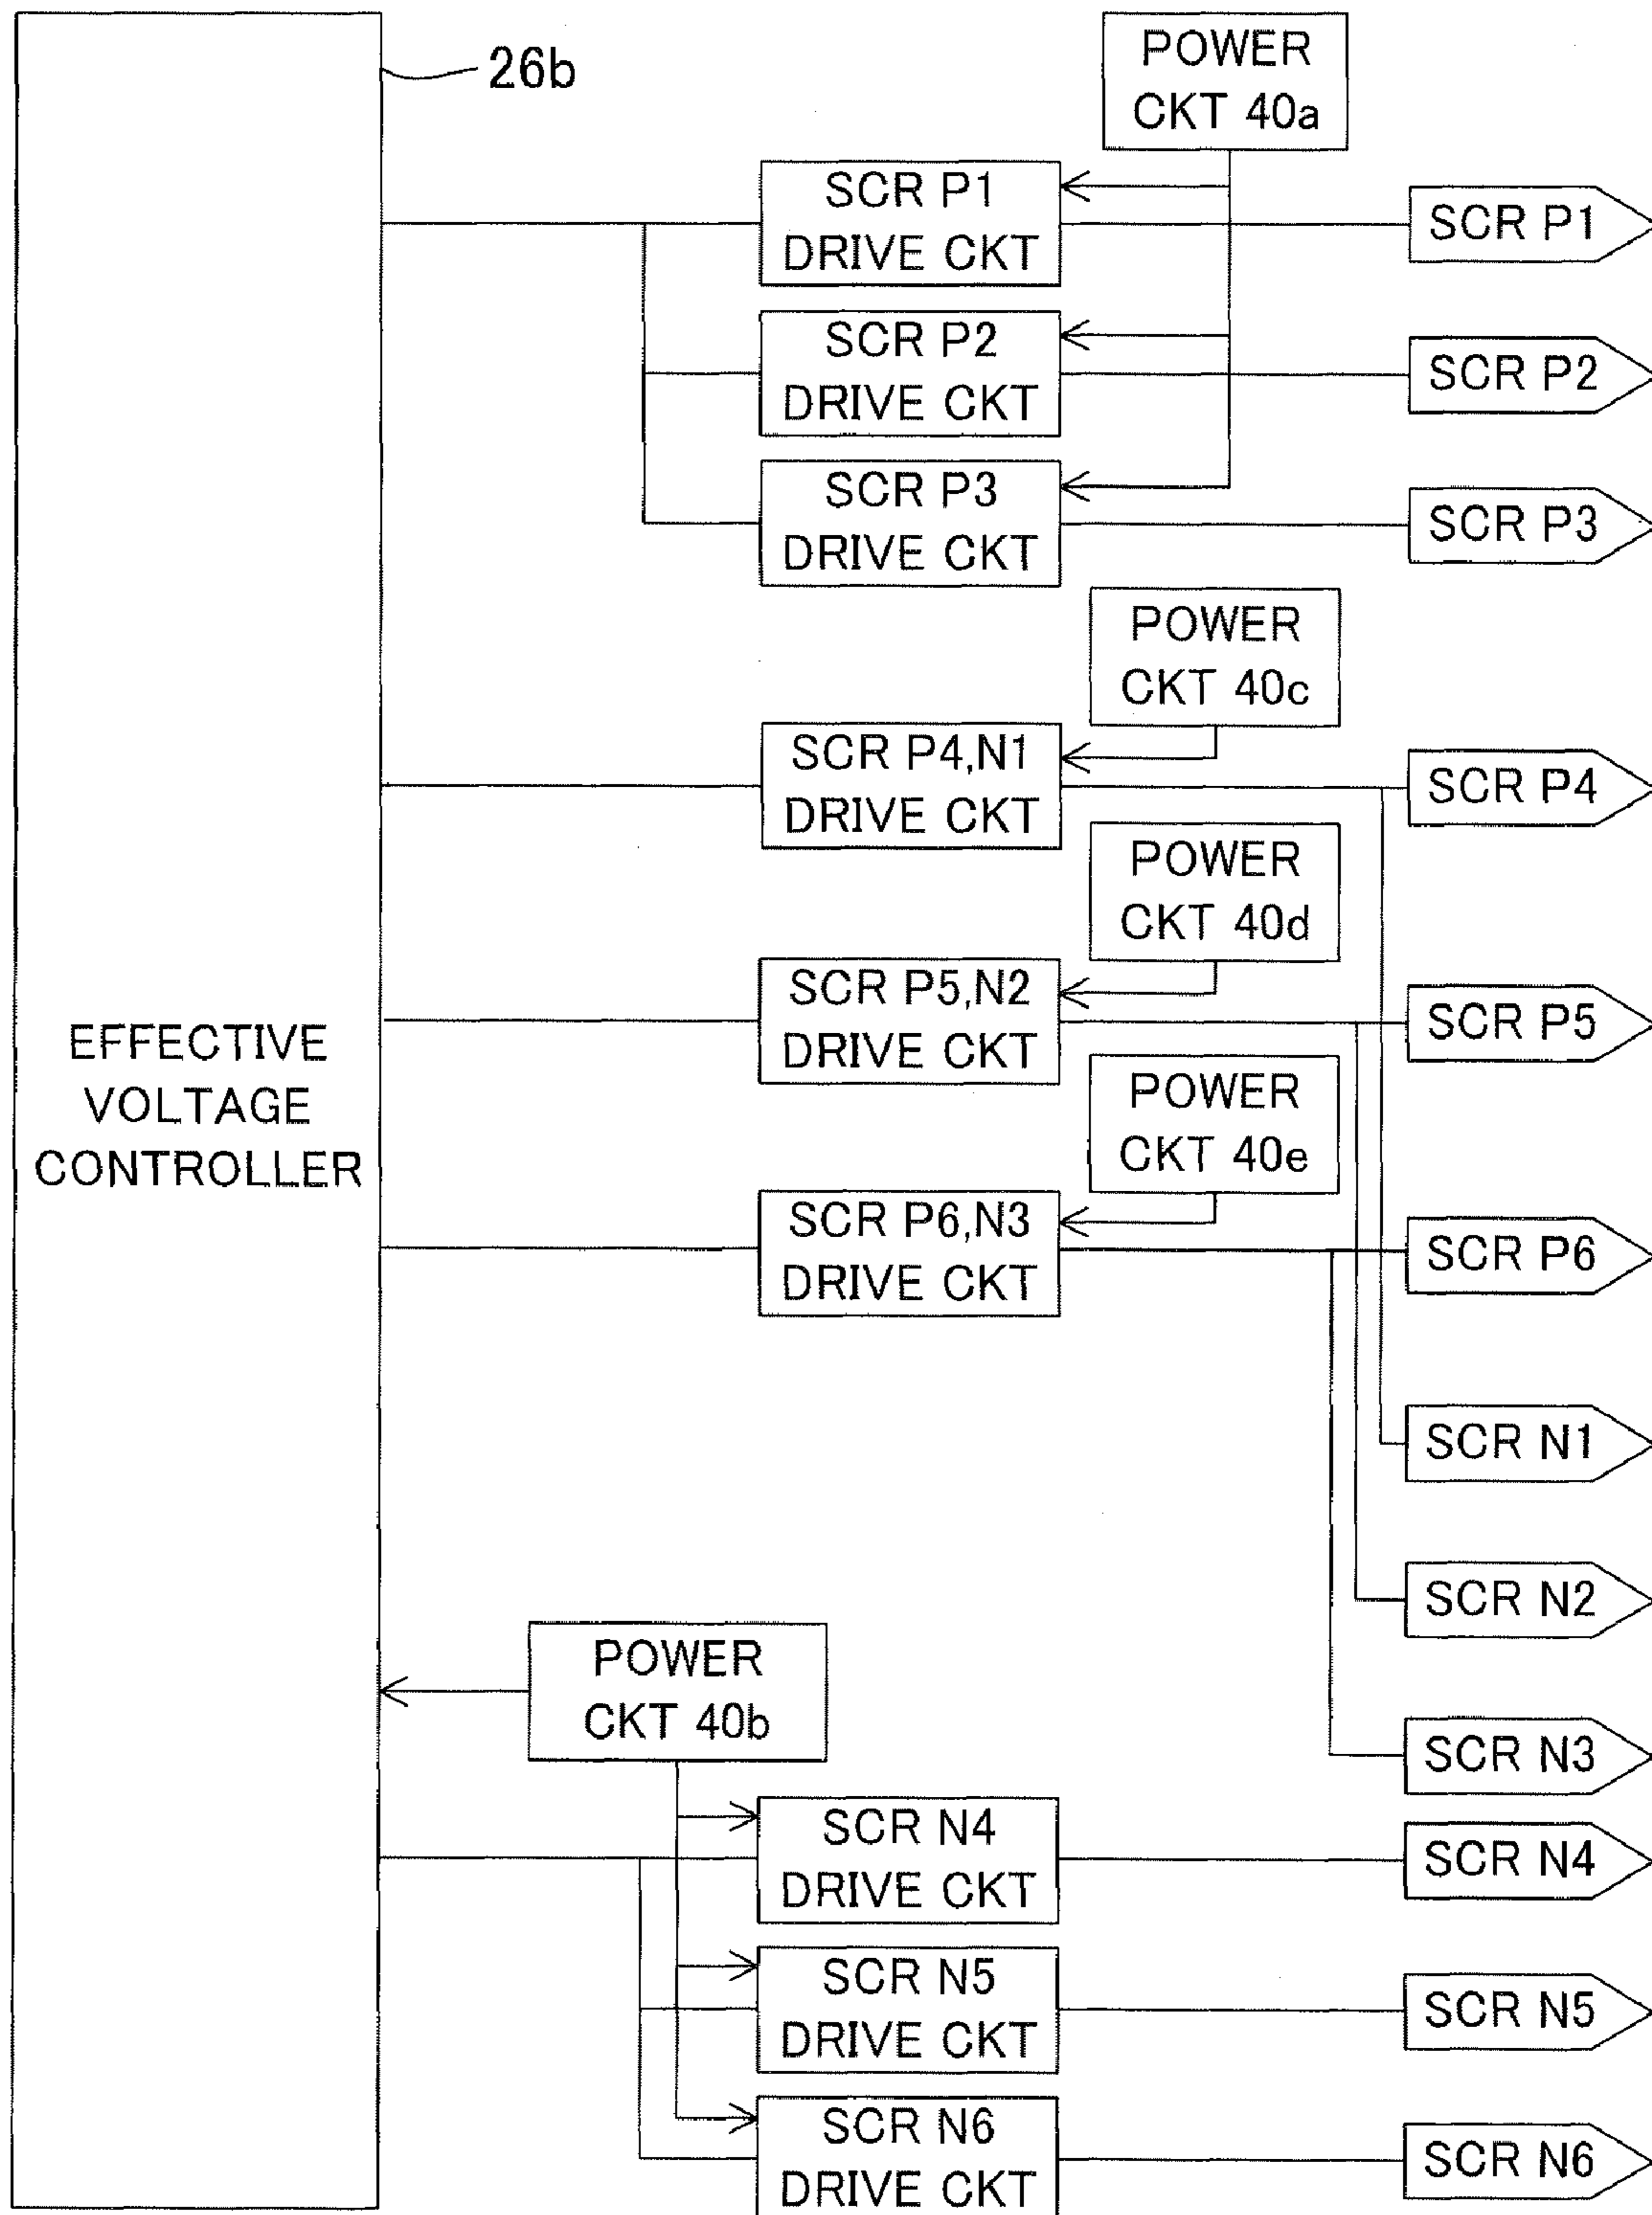 26b
POWER
CKT 40a
SCR P1
DRIVE CKT
SCR P1
SCR P2
DRIVE CKT
SCR P2
SCR P3
DRIVE CKT
SCR P3
POWER
CKT 40c
SCR P4,N1
DRIVE CKT
SCR P4
POWER
CKT 40d
SCR P5,N2
DRIVE CKT
SCR P5
EFFECTIVE
VOLTAGE
CONTROLLER
POWER
CKT 40e
SCR P6,N3
DRIVE CKT
SCR P6
SCR N1
SCR N2
POWER
CKT 40b
SCR N3
SCR N4
DRIVE CKT
SCR N4
SCR N5
DRIVE CKT
SCR N5
SCR N6
DRIVE CKT
SCR N6